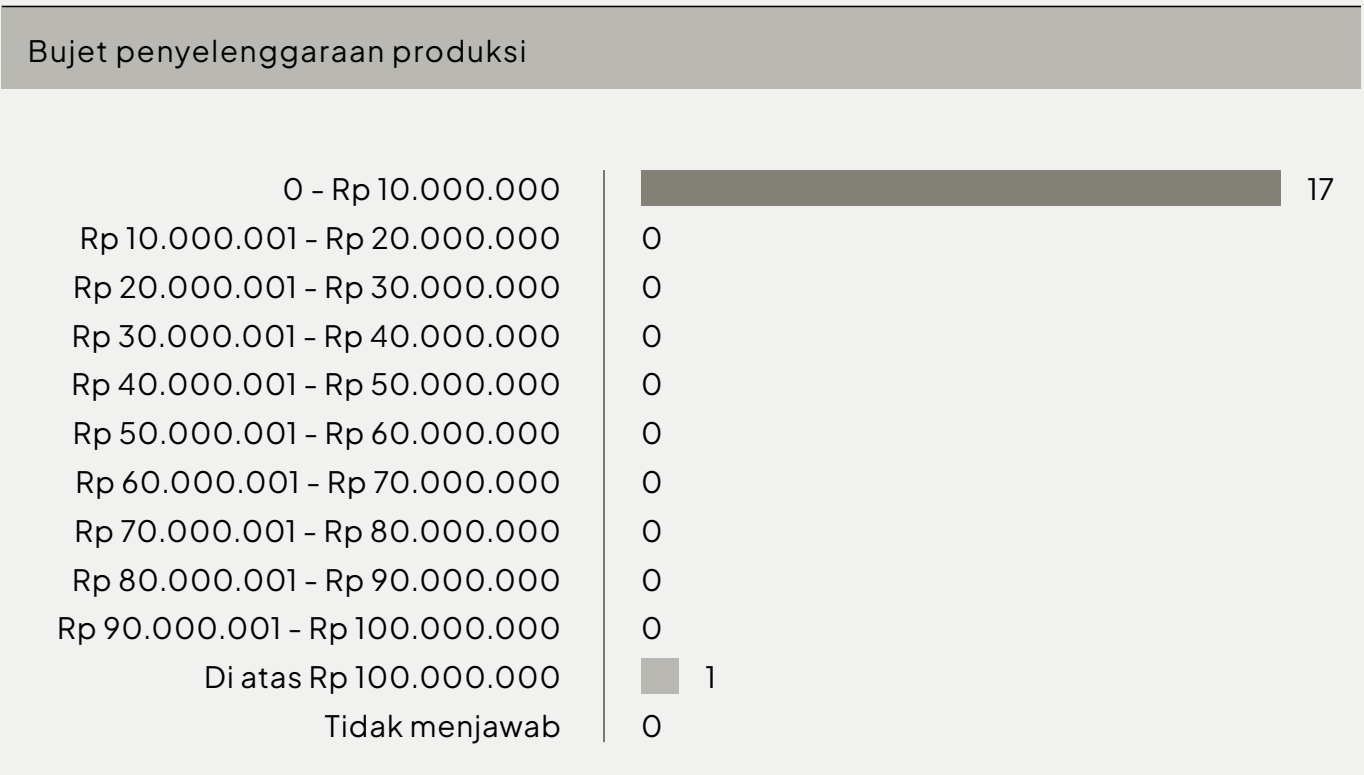 Bujet penyelenggaraan produksi
0 - Rp 10.000.000 17
Rp 10.000.001 - Rp 20.000.000 0
Rp 20.000.001 - Rp 30.000.000 0
Rp 30.000.001 - Rp 40.000.000 0
Rp 40.000.001 - Rp 50.000.000 0
Rp 50.000.001 - Rp 60.000.000 0
Rp 60.000.001 - Rp 70.000.000 0
Rp 70.000.001 - Rp 80.000.000 0
Rp 80.000.001 - Rp 90.000.000 0
Rp 90.000.001 - Rp 100.000.000 0
Di atas Rp 100.000.000 1
Tidak menjawab 0